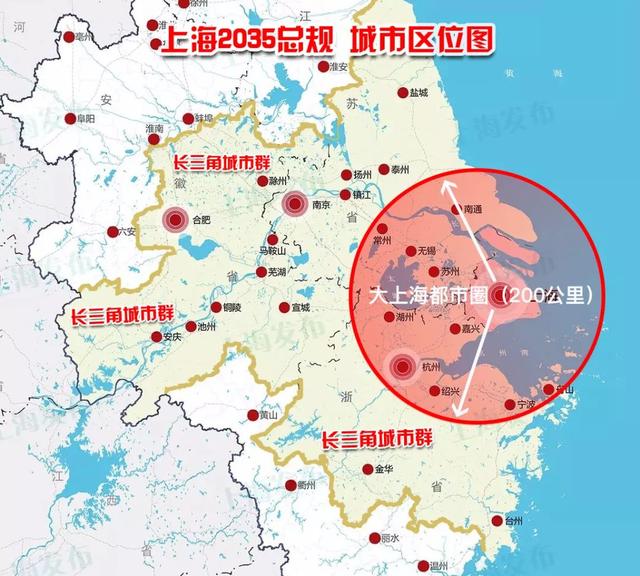 徐州
上海2035总规 城市区位图
亳州
淮安
黄 海
安
盐城
苏
阜阳
蚌埠
上海发布
淮南
长三角城市群
徽
泰州
滁州
扬州
镇江
南京
南通
合肥
省
六安
常州
马鞍山
无锡
芜湖
苏州
省
大上海都市圈（200公里）
铜陵
宣城
湖州
长三角城市群
池州
嘉兴
安庆
杭州
浙
绍兴
舟山
宁波
黄山
长三角城市群
江
金华
衢州
省
西
台州
省
丽水
温州